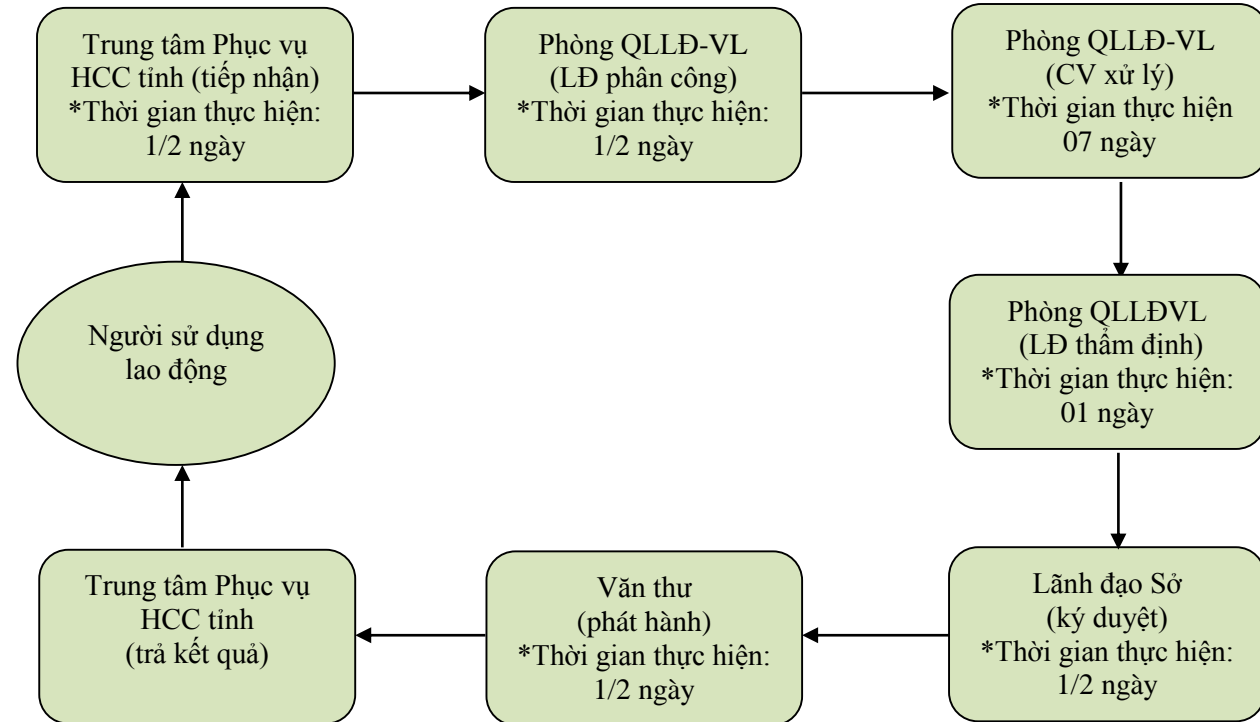 Trung tâm Phục vụ
HCC tỉnh (tiếp nhận)
*Thời gian thực hiện:
1/2 ngày
Phòng QLLĐ-VL
(LĐ phân công)
*Thời gian thực hiện:
1/2 ngày
Phòng QLLĐ-VL
(CV xử lý)
*Thời gian thực hiện
07 ngày
Phòng QLLĐVL
(LĐ thẩm định)
*Thời gian thực hiện:
01 ngày
Lãnh đạo Sở
(ký duyệt)
*Thời gian thực hiện:
1/2 ngày
Văn thư
(phát hành)
*Thời gian thực hiện:
1/2 ngày
Trung tâm Phục vụ
HCC tỉnh
(trả kết quả)
Người sử dụng
lao động